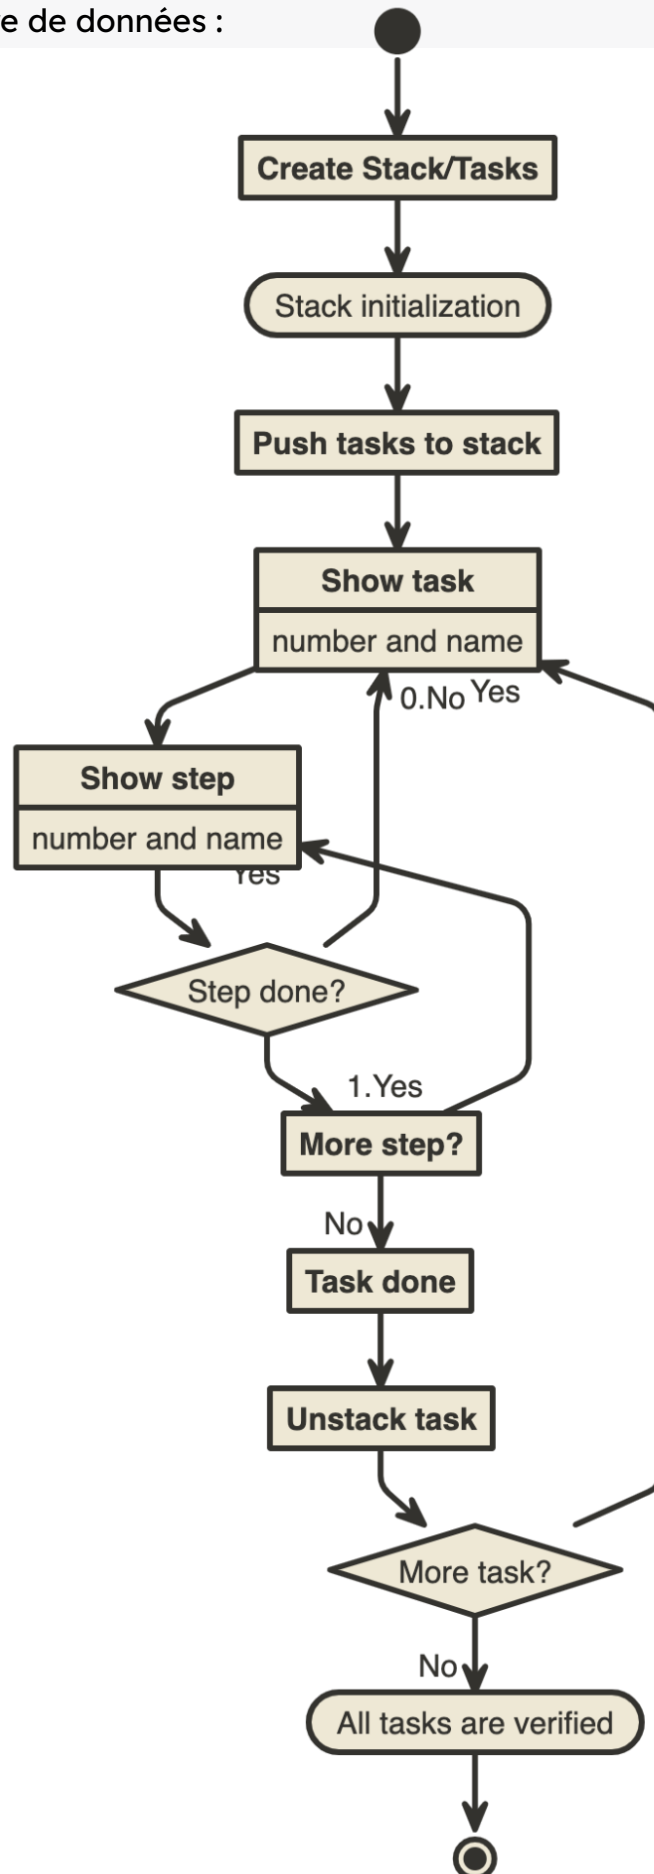 e de données :
Create Stack/Tasks
Stack initialization
Push tasks to stack
Show task
number and name
0.No Yes
Show step
number and name
Yes
Step done?
1.Yes
More step?
No
Task done
Unstack task
More task?
No
All tasks are verified